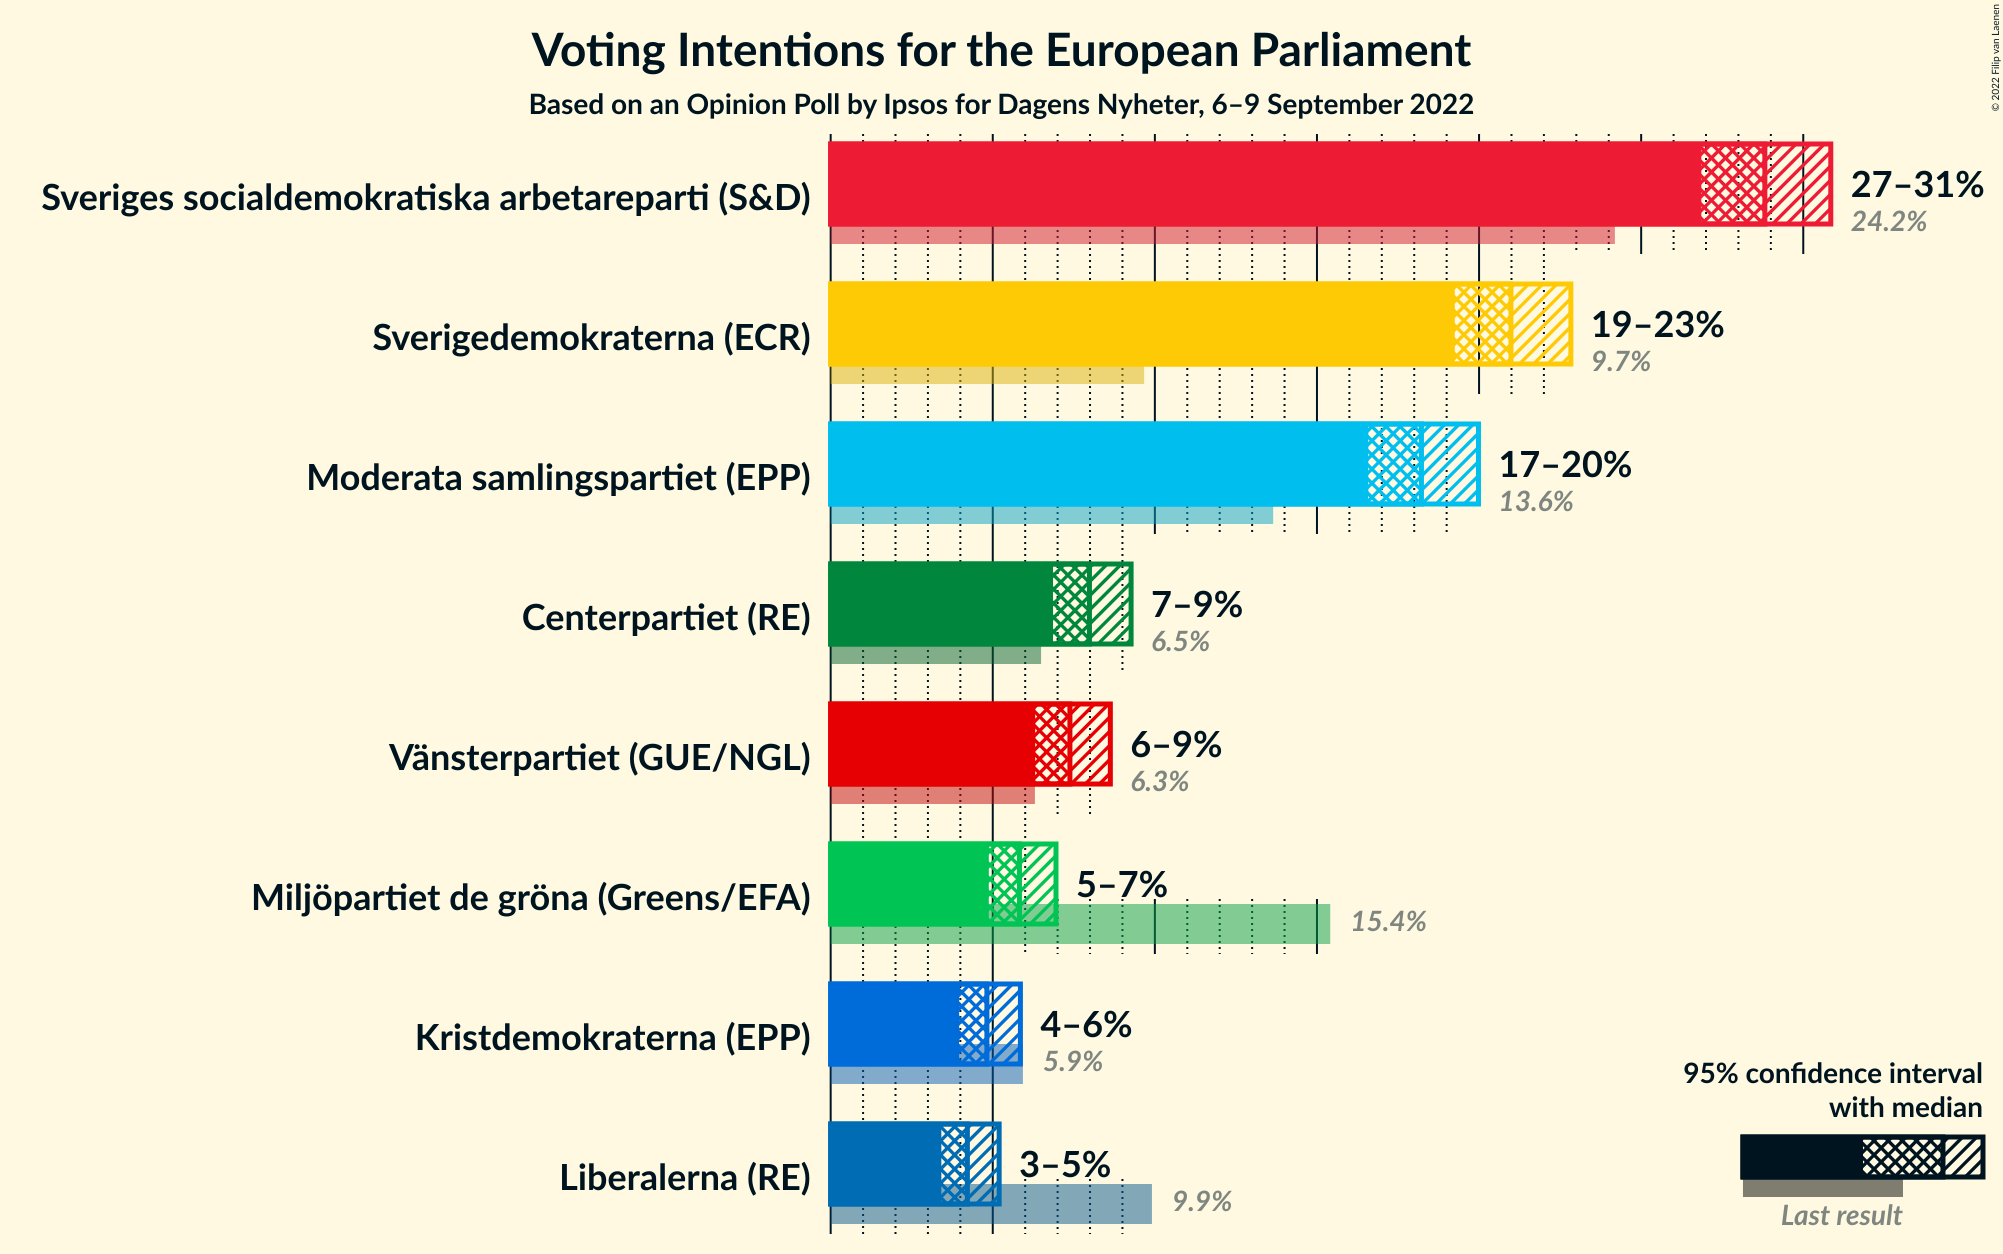 Voting Intentions for the European Parliament
Based on an Opinion Poll by Ipsos for Dagens Nyheter, 6–9 September 2022
© 2022 Filip van Laenen
Sveriges socialdemokratiska arbetareparti (S&D)
27–31%
24.2%
Sverigedemokraterna (ECR)
19–23%
9.7%
Moderata samlingspartiet (EPP)
17–20%
13.6%
Centerpartiet (RE)
7–9%
6.5%
Vänsterpartiet (GUE/NGL)
6–9%
6.3%
Miljöpartiet de gröna (Greens/EFA)
5–7%
15.4%
Kristdemokraterna (EPP)
4–6%
5.9%
Liberalerna (RE)
3–5%
9.9%
95% confidence interval
with median
Last result